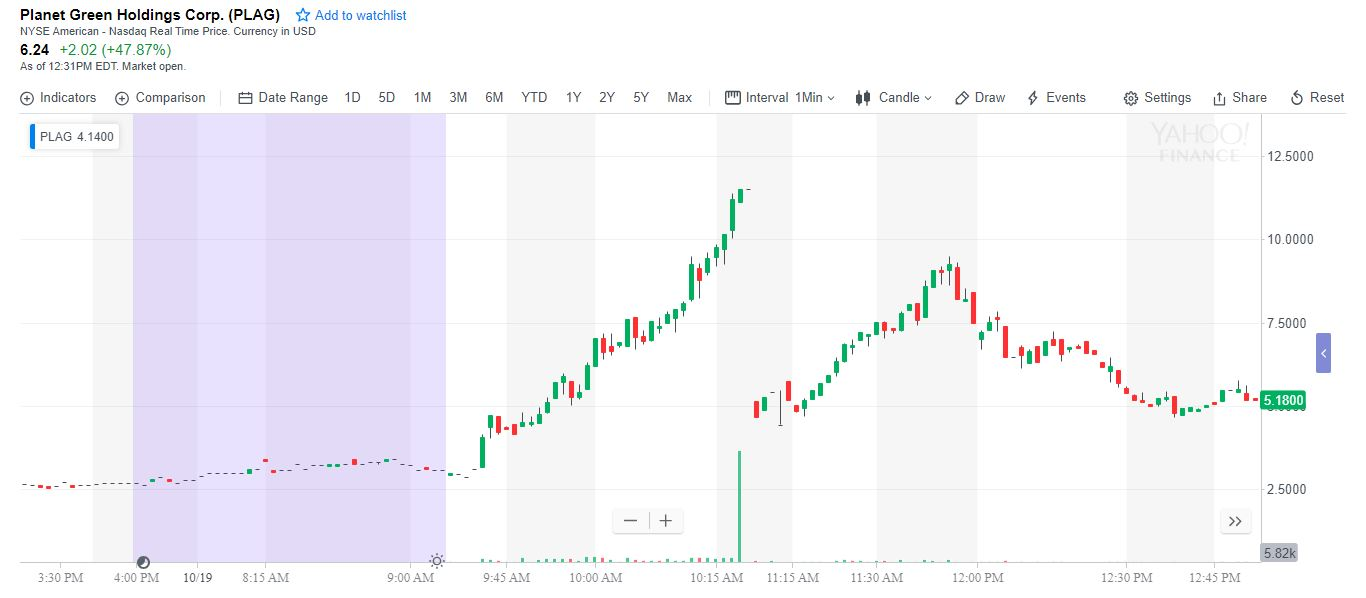 Planet Green Holdings Corp. (PLAG) Add to watchlist
NYSE American - Nasdaq Real Time Price. Currency in USD
6.24 +2.02 (+47.87%)
As of 12:31PM EDT. Market open.
Indicators Comparison Date Range 1D 5D 1M 3M 6M YTD 1Y 2Y 5Y Max Interval 1Min Candle Draw Events Settings Share Reset
PLAG 4.1400
YAHOO!
FINANCE
12.5000
10.0000
7.5000
5.1800
2.5000
5.82k
3:30 PM 4:00 PM 10/19 8:15 AM 9:00 AM 9:45 AM 10:00 AM 10:15 AM 11:15 AM 11:30 AM 12:00 PM 12:30 PM 12:45 PM